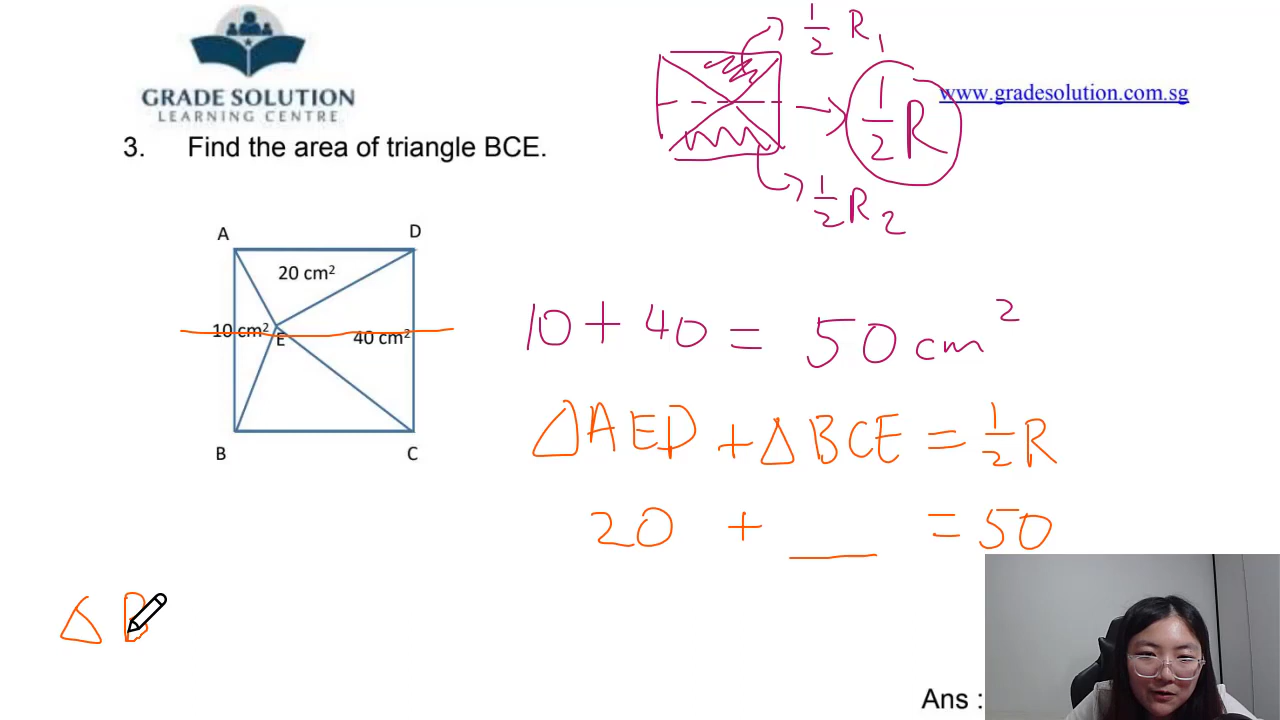 GRADE SOLUTION
LEARNING CENTRE
www.gradesolution.com.sg
1/2 R1
1/2 R
1/2 R2
3. Find the area of triangle BCE.
A D
20 cm²
10 cm² E 40 cm²
B C
10 + 40 = 50 cm²
△AED + △BCE = 1/2 R
20 + __ = 50
△ B
Ans :